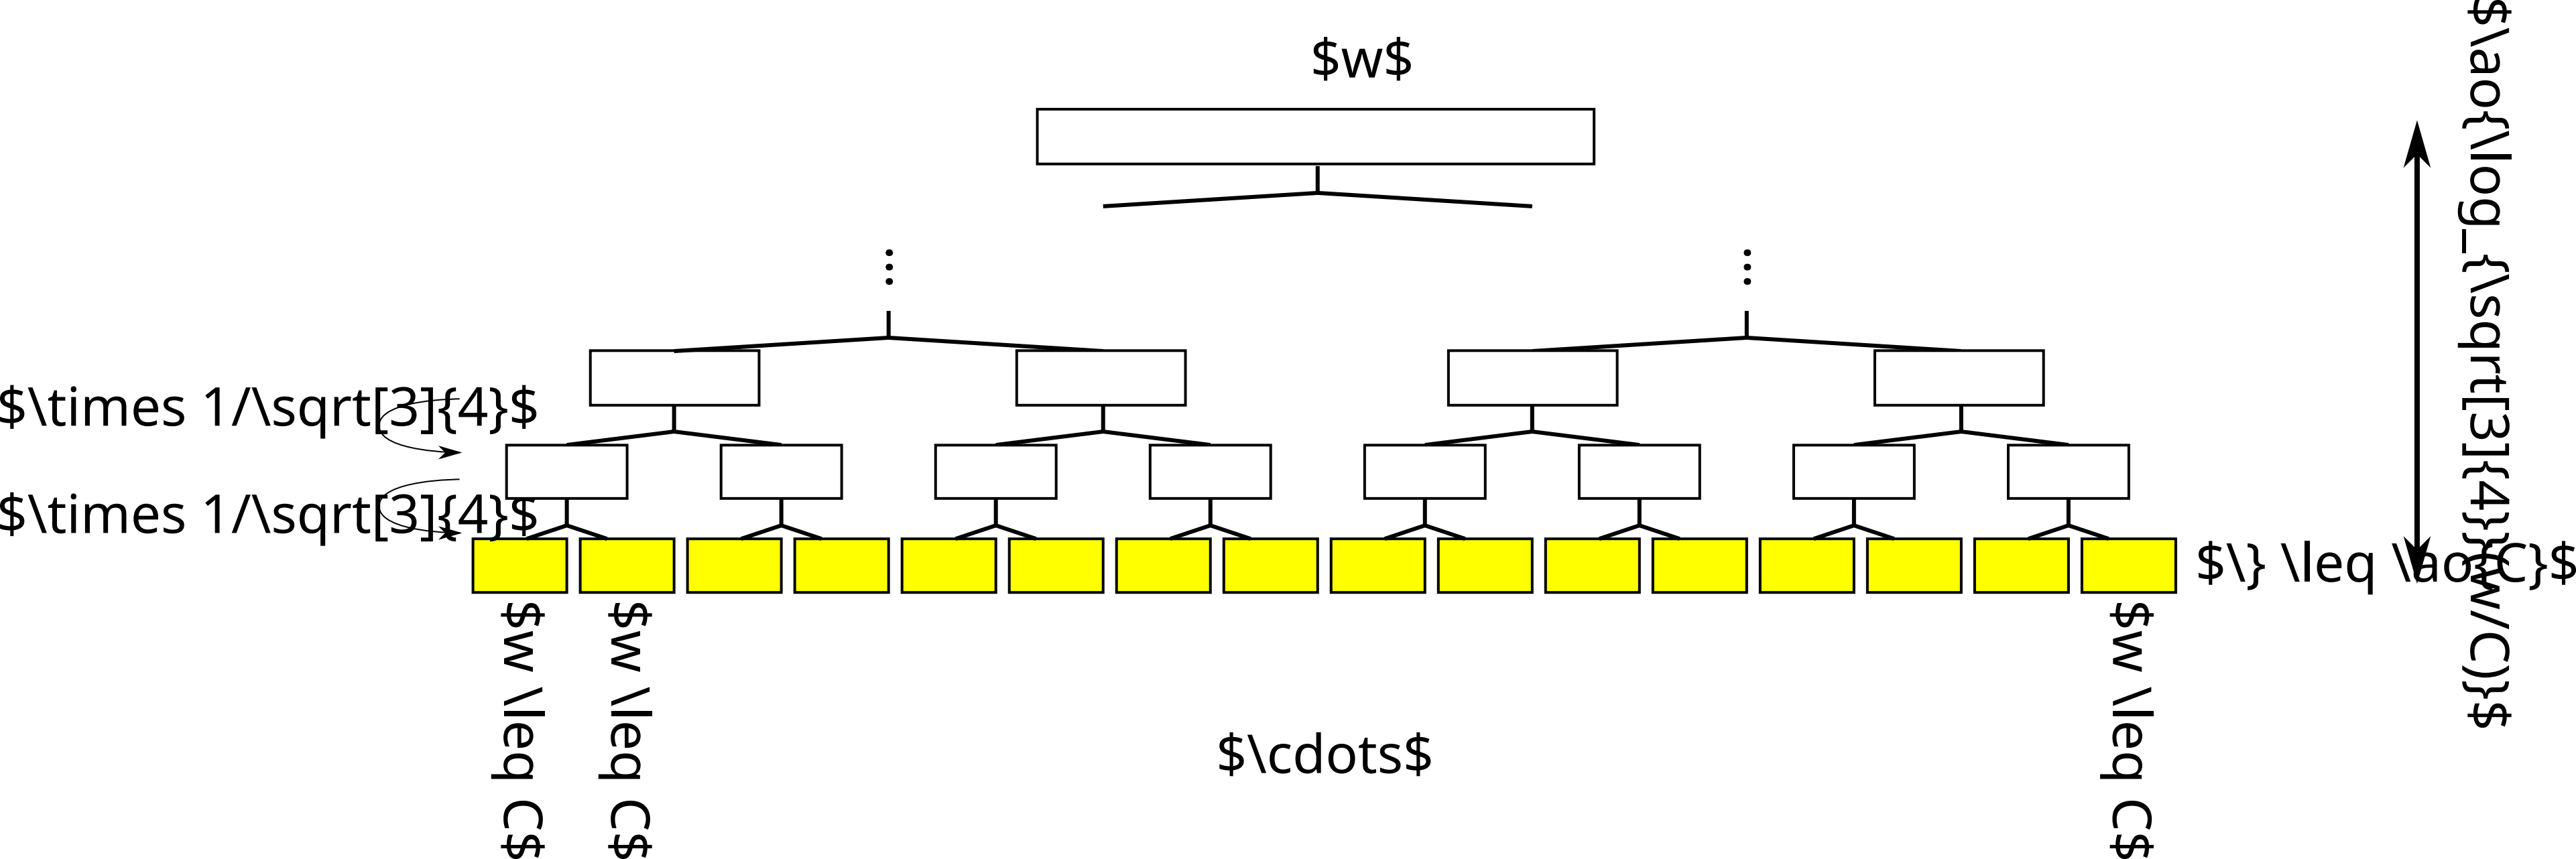 $w$
$\ao{\log_{\sqrt[3]{4}}(w/C)}$
$\times 1/\sqrt[3]{4}$
$\times 1/\sqrt[3]{4}$
$\} \leq \ao{C}$
$w \leq C$
$w \leq C$
$w \leq C$
$\cdots$